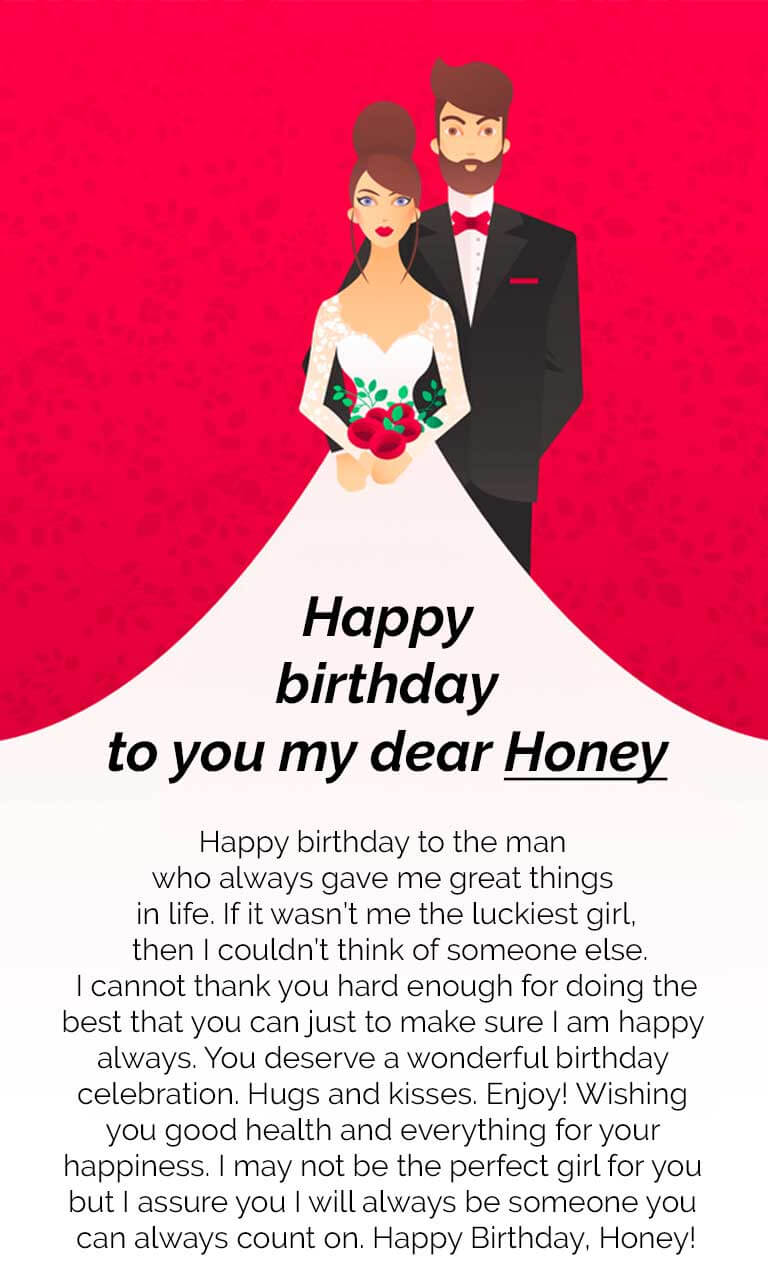 Happy
birthday
to you my dear Honey
Happy birthday to the man
who always gave me great things
in life. If it wasn't me the luckiest girl,
then I couldn't think of someone else.
I cannot thank you hard enough for doing the
best that you can just to make sure I am happy
always. You deserve a wonderful birthday
celebration. Hugs and kisses. Enjoy! Wishing
you good health and everything for your
happiness. I may not be the perfect girl for you
but I assure you I will always be someone you
can always count on. Happy Birthday, Honey!